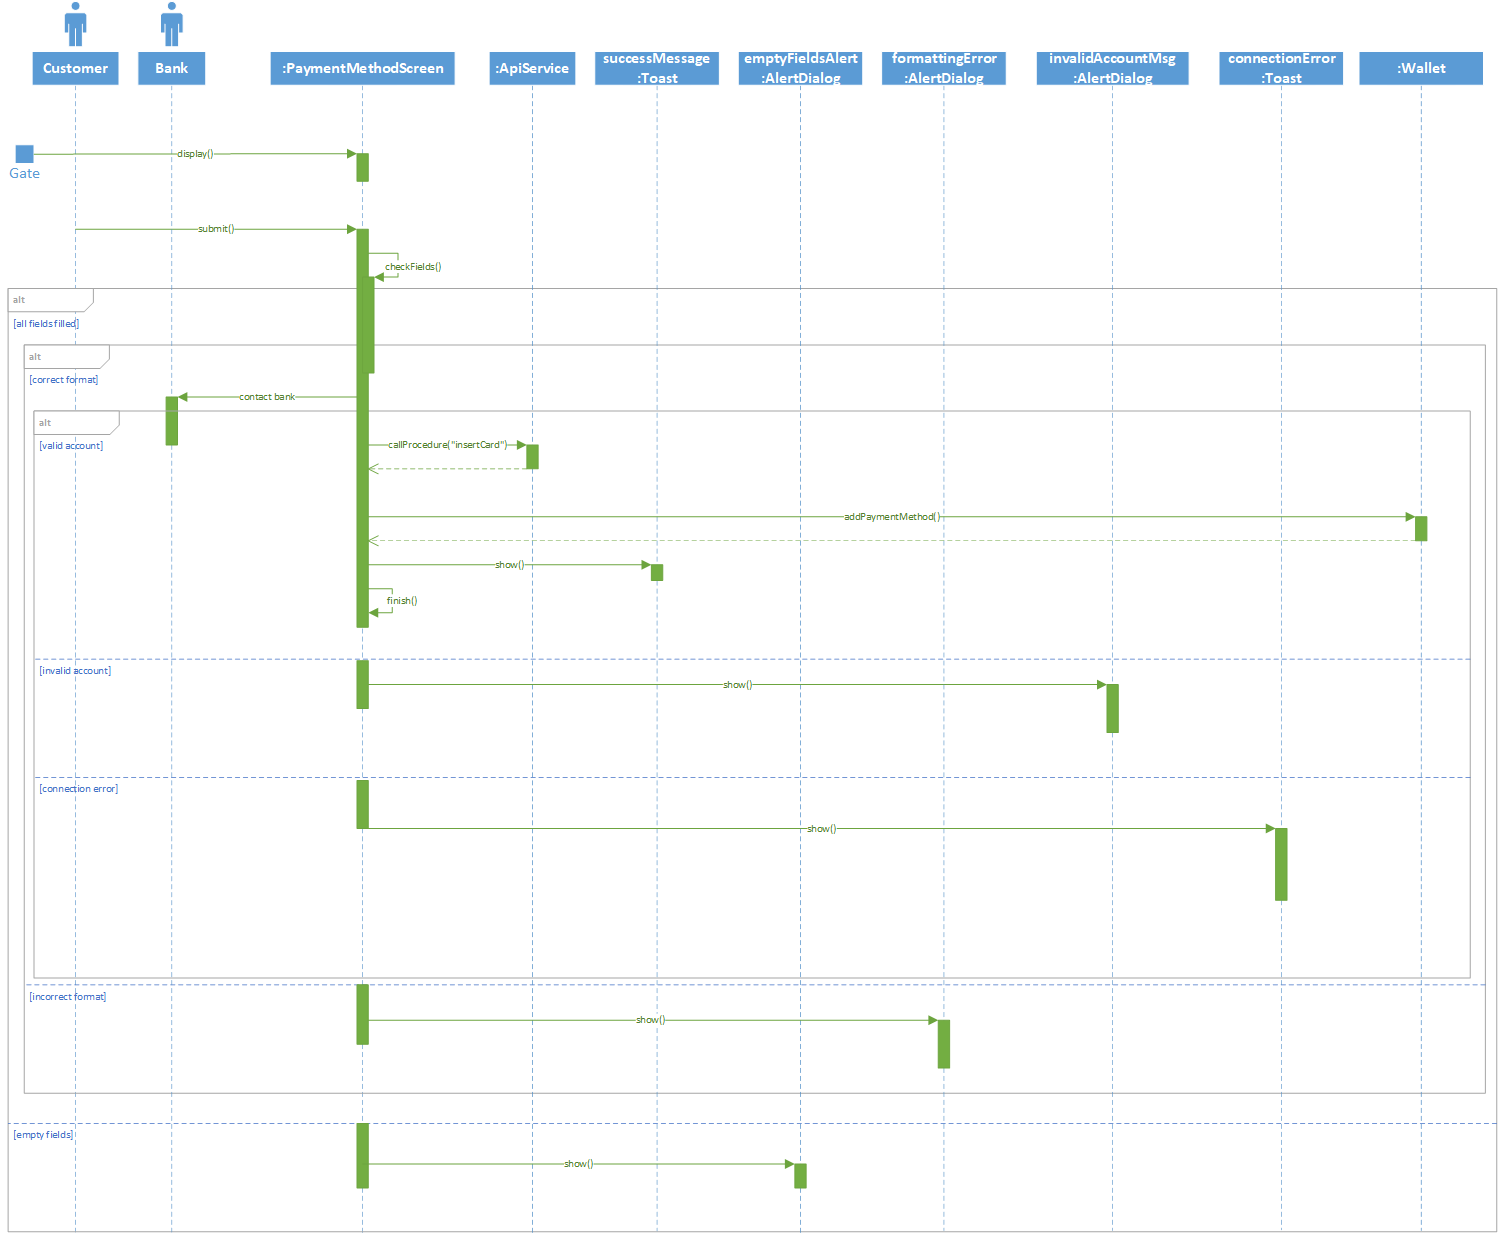 Customer
Bank
:PaymentMethodScreen
:ApiService
successMessage
:Toast
emptyFieldsAlert
:AlertDialog
formattingError
:AlertDialog
invalidAccountMsg
:AlertDialog
connectionError
:Toast
:Wallet
display()
Gate
submit()
checkFields()
alt
[all fields filled]
alt
[correct format]
contact bank
alt
[valid account]
callProcedure("insertCard")
addPaymentMethod()
show()
finish()
[invalid account]
show()
[connection error]
show()
[incorrect format]
show()
[empty fields]
show()